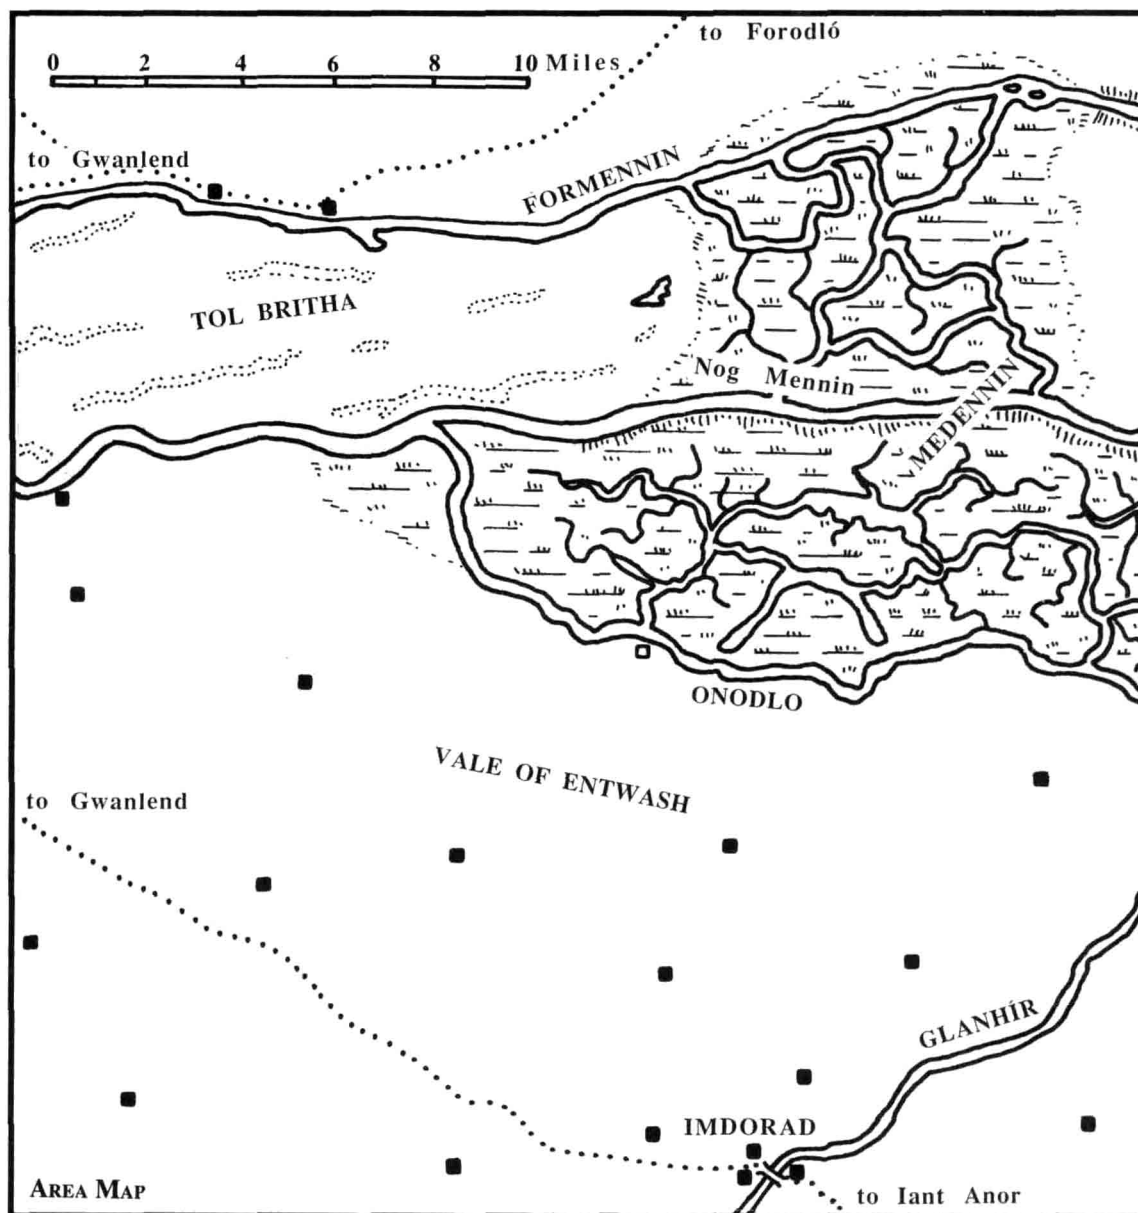 to Forodló
0 2 4 6 8 10 Miles
to Gwanlend
FORMENNIN
TOL BRITHA
Nog Mennin
MEDENNIN
ONODLO
VALE OF ENTWASH
to Gwanlend
GLANHÍR
IMDORAD
AREA MAP
to Iant Anor